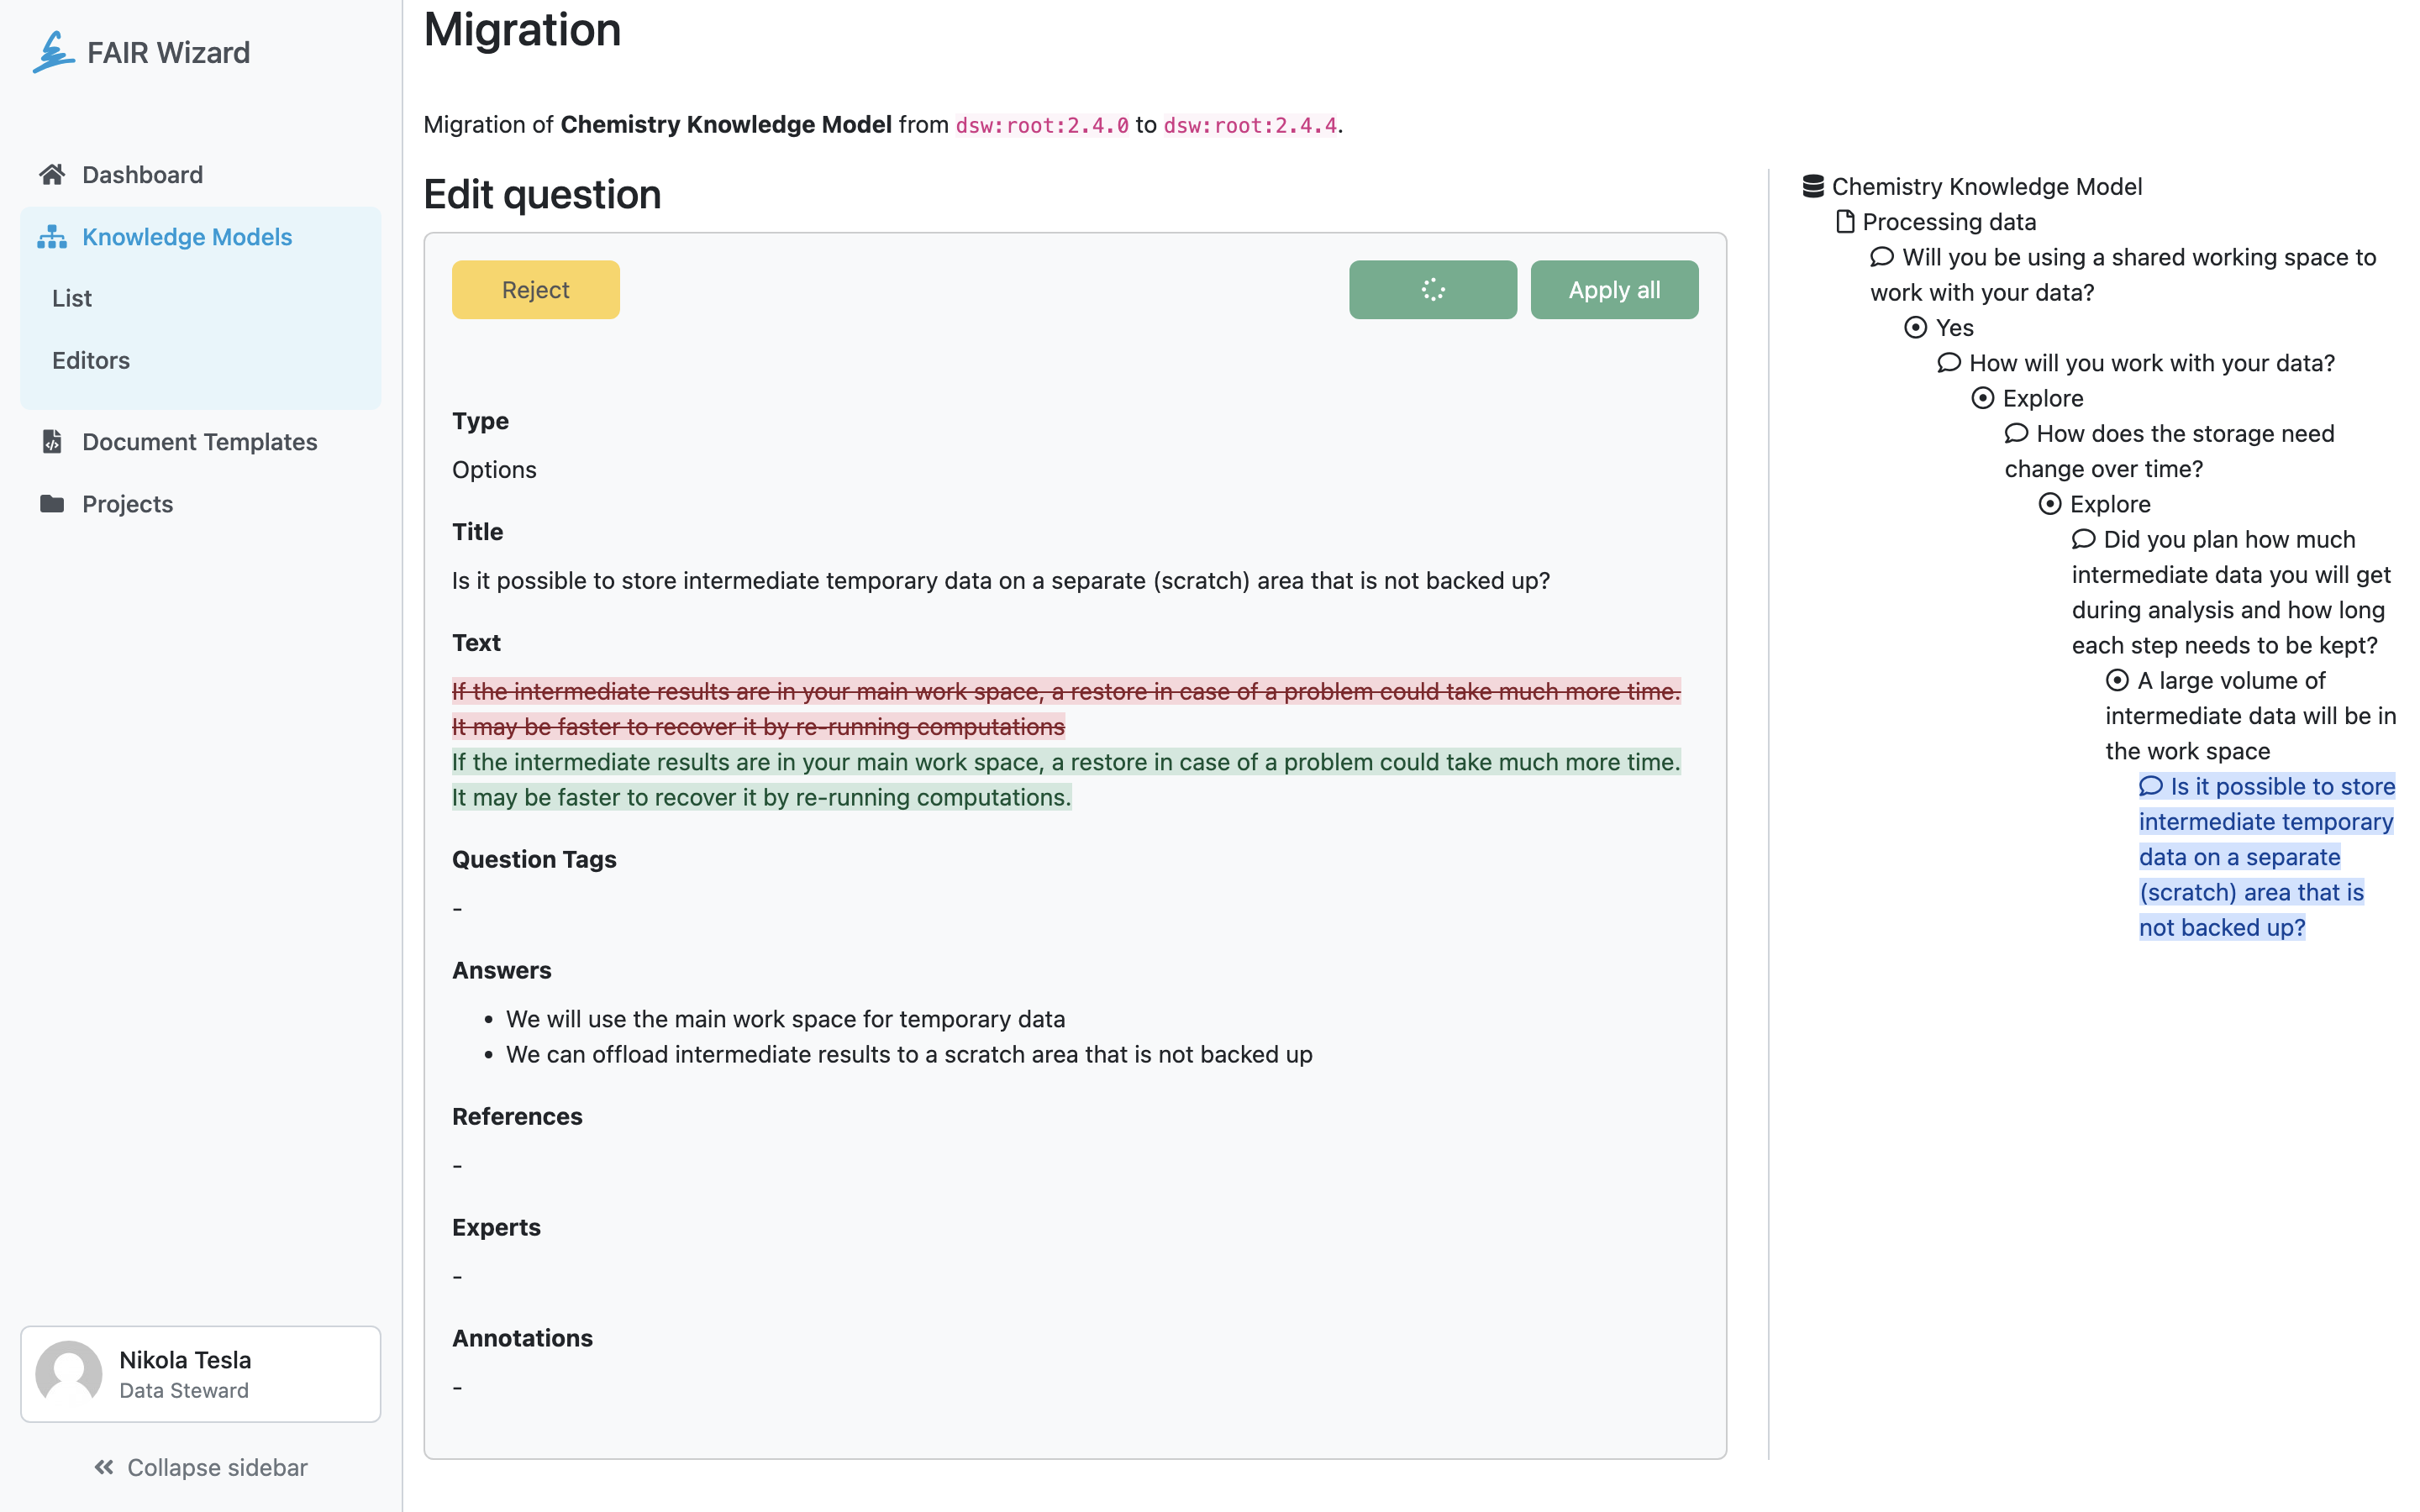 FAIR Wizard
Dashboard
Knowledge Models
List
Editors
Document Templates
Projects
Nikola Tesla
Data Steward
Collapse sidebar
Migration
Migration of Chemistry Knowledge Model from dsw:root:2.4.0 to dsw:root:2.4.4.
Edit question
Reject
Apply all
Type
Options
Title
Is it possible to store intermediate temporary data on a separate (scratch) area that is not backed up?
Text
If the intermediate results are in your main work space, a restore in case of a problem could take much more time.
It may be faster to recover it by re-running computations
If the intermediate results are in your main work space, a restore in case of a problem could take much more time.
It may be faster to recover it by re-running computations.
Question Tags
-
Answers
• We will use the main work space for temporary data
• We can offload intermediate results to a scratch area that is not backed up
References
-
Experts
-
Annotations
-
Chemistry Knowledge Model
Processing data
Will you be using a shared working space to
work with your data?
Yes
How will you work with your data?
Explore
How does the storage need
change over time?
Explore
Did you plan how much
intermediate data you will get
during analysis and how long
each step needs to be kept?
A large volume of
intermediate data will be in
the work space
Is it possible to store
intermediate temporary
data on a separate
(scratch) area that is
not backed up?